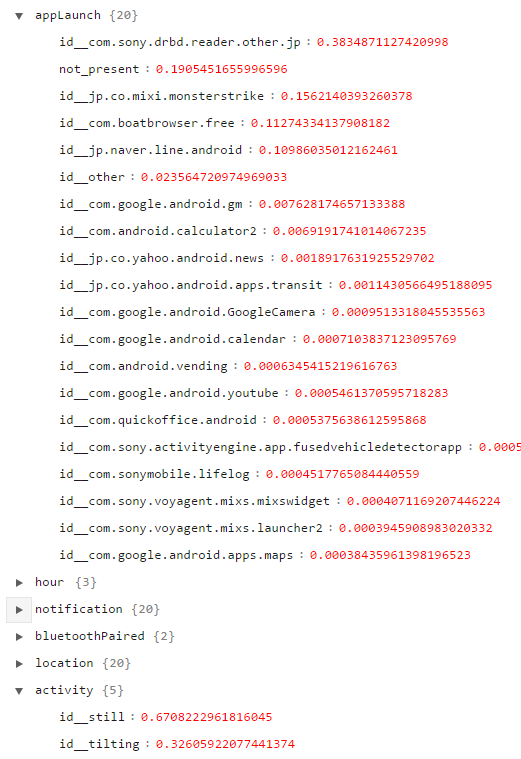 ▼ appLaunch {20}
id__com.sony.drbd.reader.other.jp : 0.3834871127420998
not_present : 0.1905451655996596
id__jp.co.mixi.monsterstrike : 0.1562140393260378
id__com.boatbrowser.free : 0.11274334137908182
id__jp.naver.line.android : 0.10986035012162461
id__other : 0.023564720974969033
id__com.google.android.gm : 0.007628174657133388
id__com.android.calculator2 : 0.0069191741014067235
id__jp.co.yahoo.android.news : 0.0018917631925529702
id__jp.co.yahoo.android.apps.transit : 0.0011430566495188095
id__com.google.android.GoogleCamera : 0.0009513318045535563
id__com.google.android.calendar : 0.0007103837123095769
id__com.android.vending : 0.0006345415219616763
id__com.google.android.youtube : 0.0005461370595718283
id__com.quickoffice.android : 0.0005375638612595868
id__com.sony.activityengine.app.fusedvehicledetectorapp : 0.0005
id__com.sonymobile.lifelog : 0.0004517765084440559
id__com.sony.voyagent.mixs.mixswidget : 0.0004071169207446224
id__com.sony.voyagent.mixs.launcher2 : 0.0003945908983020332
id__com.google.android.apps.maps : 0.00038435961398196523
▶ hour {3}
▶ notification {20}
▶ bluetoothPaired {2}
▶ location {20}
▼ activity {5}
id__still : 0.6708222961816045
id__tilting : 0.32605922077441374